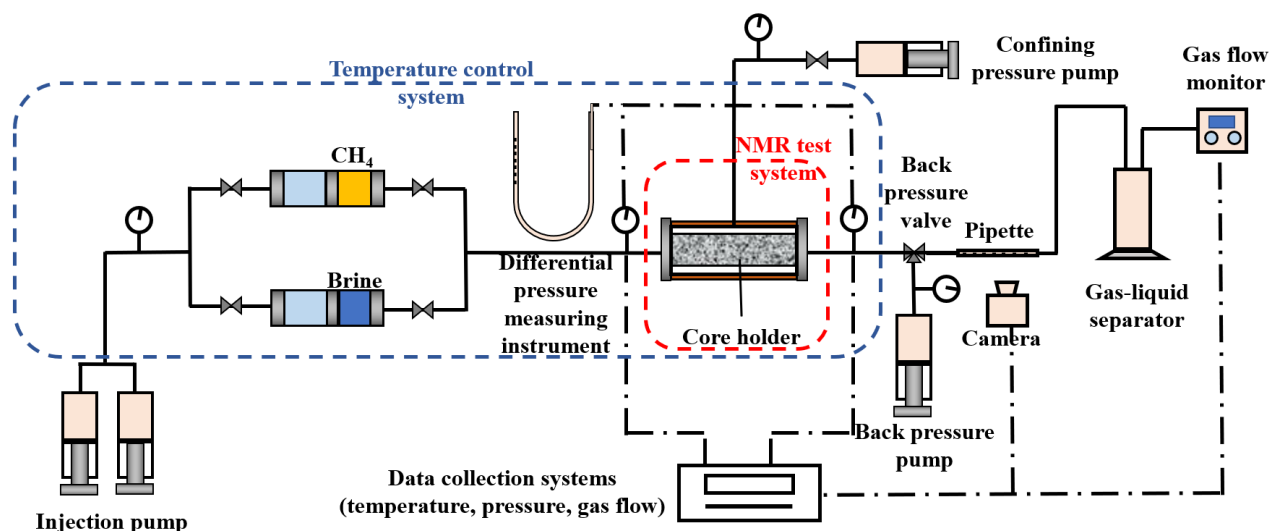 Temperature control
system
Confining
pressure pump
Gas flow
monitor
CH₄
NMR test
system
Back
pressure
valve
Pipette
Brine
Differential
pressure
measuring
instrument
Core holder
Camera
Gas-liquid
separator
Back pressure
pump
Data collection systems
(temperature, pressure, gas flow)
Injection pump